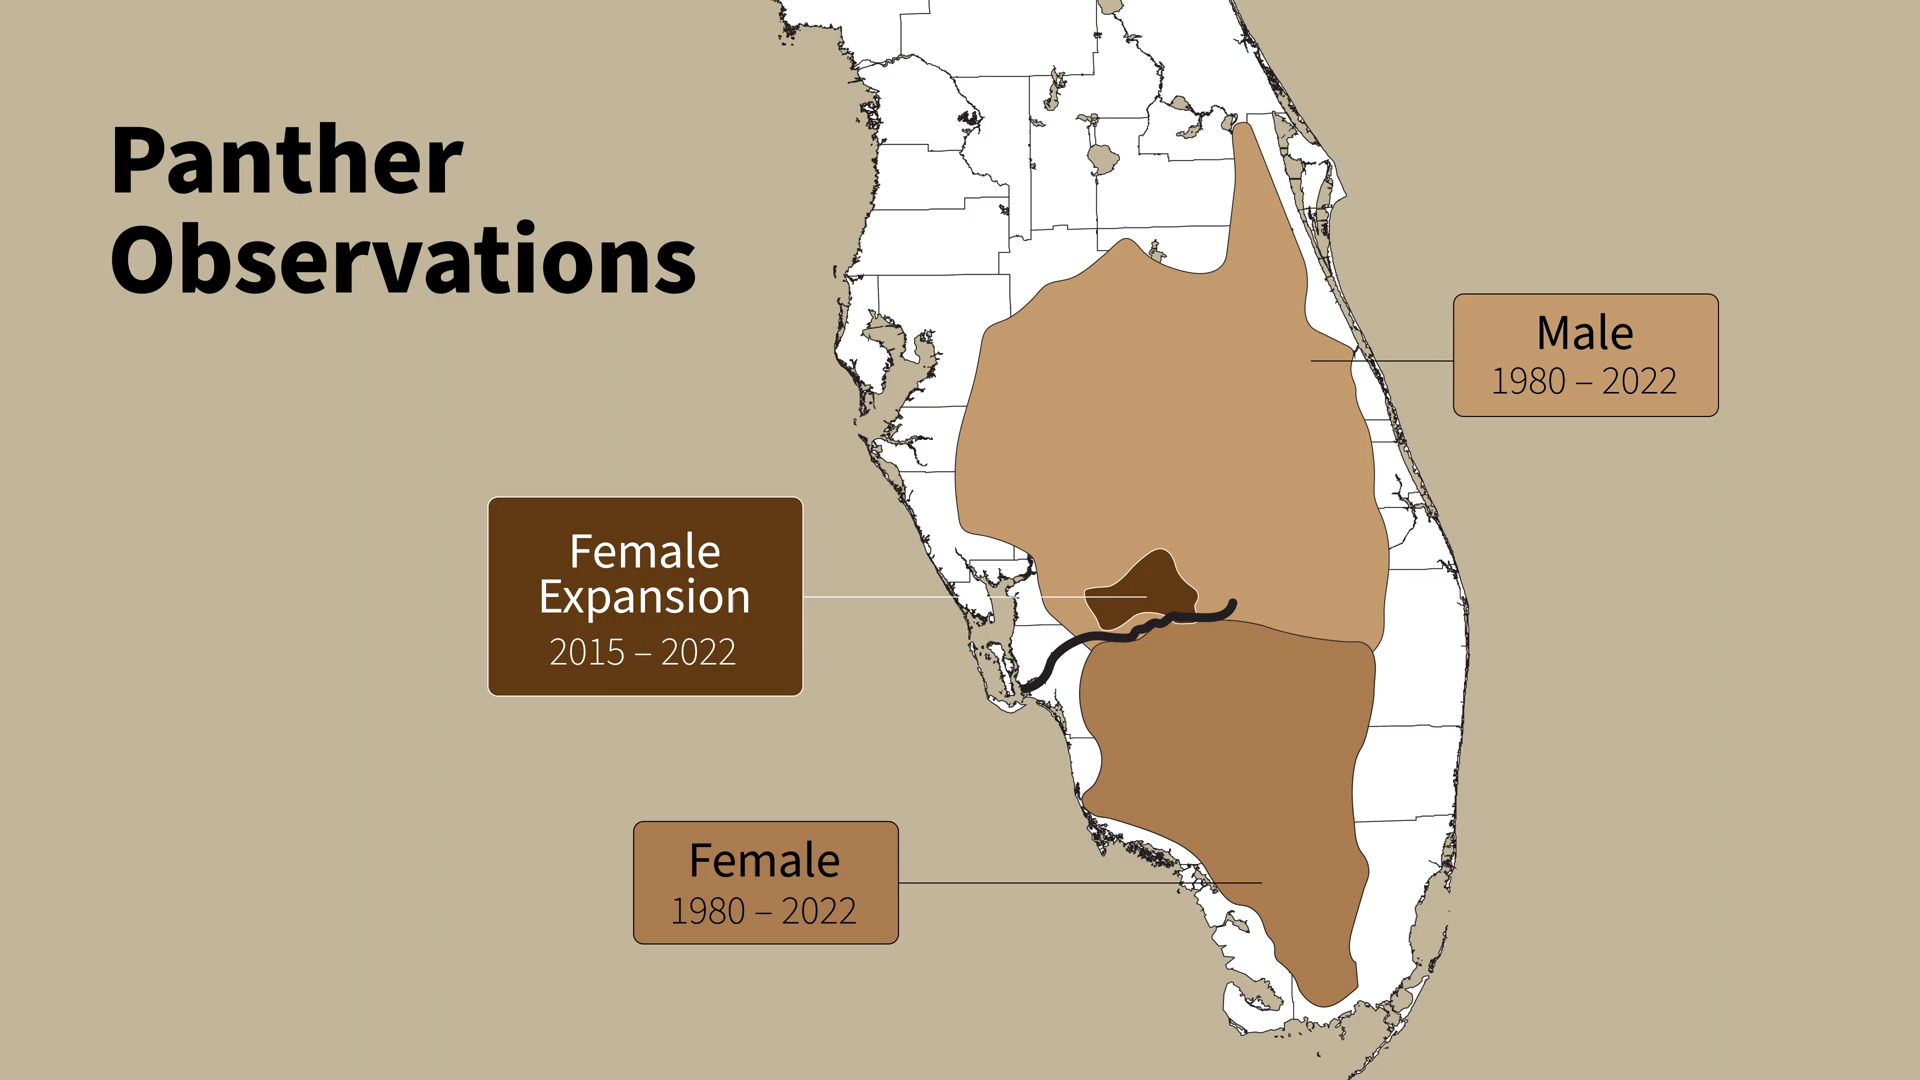 Panther
Observations
Male
1980 – 2022
Female
Expansion
2015 – 2022
Female
1980 – 2022